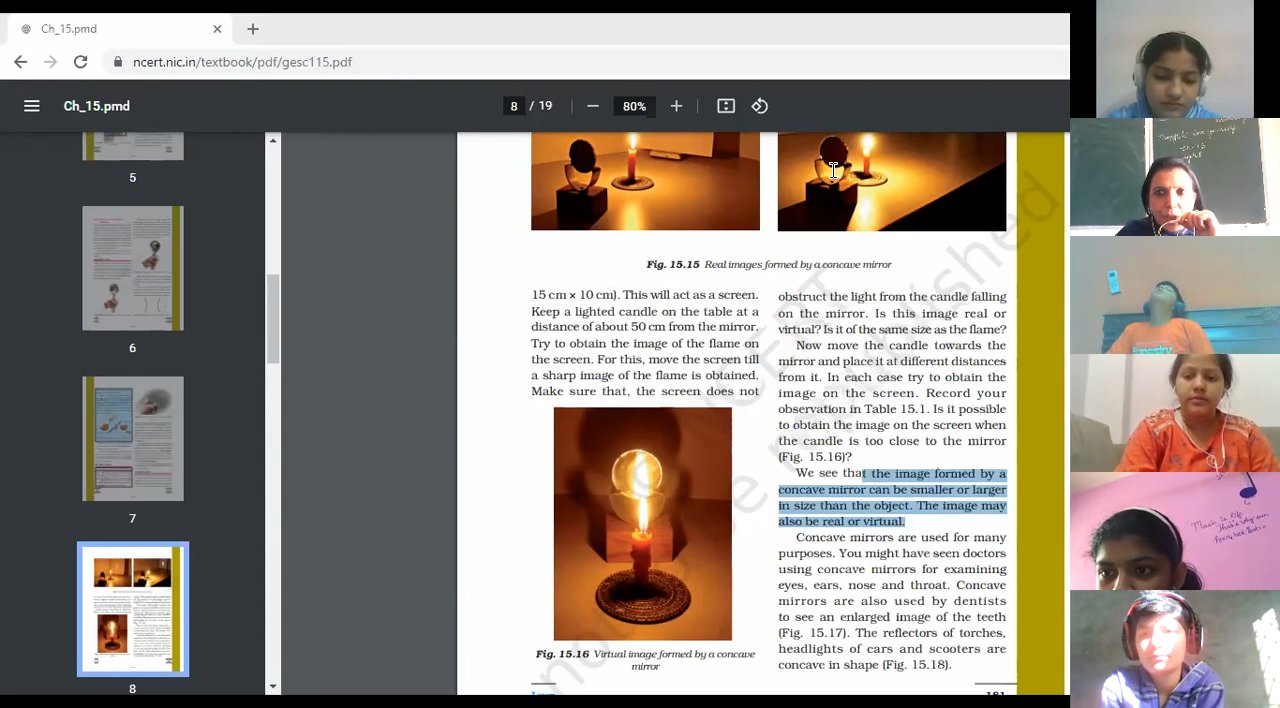 Ch_15.pmd
ncert.nic.in/textbook/pdf/gesc115.pdf
Ch_15.pmd
8 / 19
80%
5
6
7
8
Fig. 15.15 Real images formed by a concave mirror
15 cm × 10 cm). This will act as a screen.
Keep a lighted candle on the table at a
distance of about 50 cm from the mirror.
Try to obtain the image of the flame on
the screen. For this, move the screen till
a sharp image of the flame is obtained.
Make sure that, the screen does not
Fig. 15.16 Virtual image formed by a concave
mirror
obstruct the light from the candle falling
on the mirror. Is this image real or
virtual? Is it of the same size as the flame?
Now move the candle towards the
mirror and place it at different distances
from it. In each case try to obtain the
image on the screen. Record your
observation in Table 15.1. Is it possible
to obtain the image on the screen when
the candle is too close to the mirror
(Fig. 15.16)?
We see that the image formed by a
concave mirror can be smaller or larger
in size than the object. The image may
also be real or virtual.
Concave mirrors are used for many
purposes. You might have seen doctors
using concave mirrors for examining
eyes, ears, nose and throat. Concave
mirrors are also used by dentists
to see an enlarged image of the teeth
(Fig. 15.17). The reflectors of torches,
headlights of cars and scooters are
concave in shape (Fig. 15.18).
181
Music is life